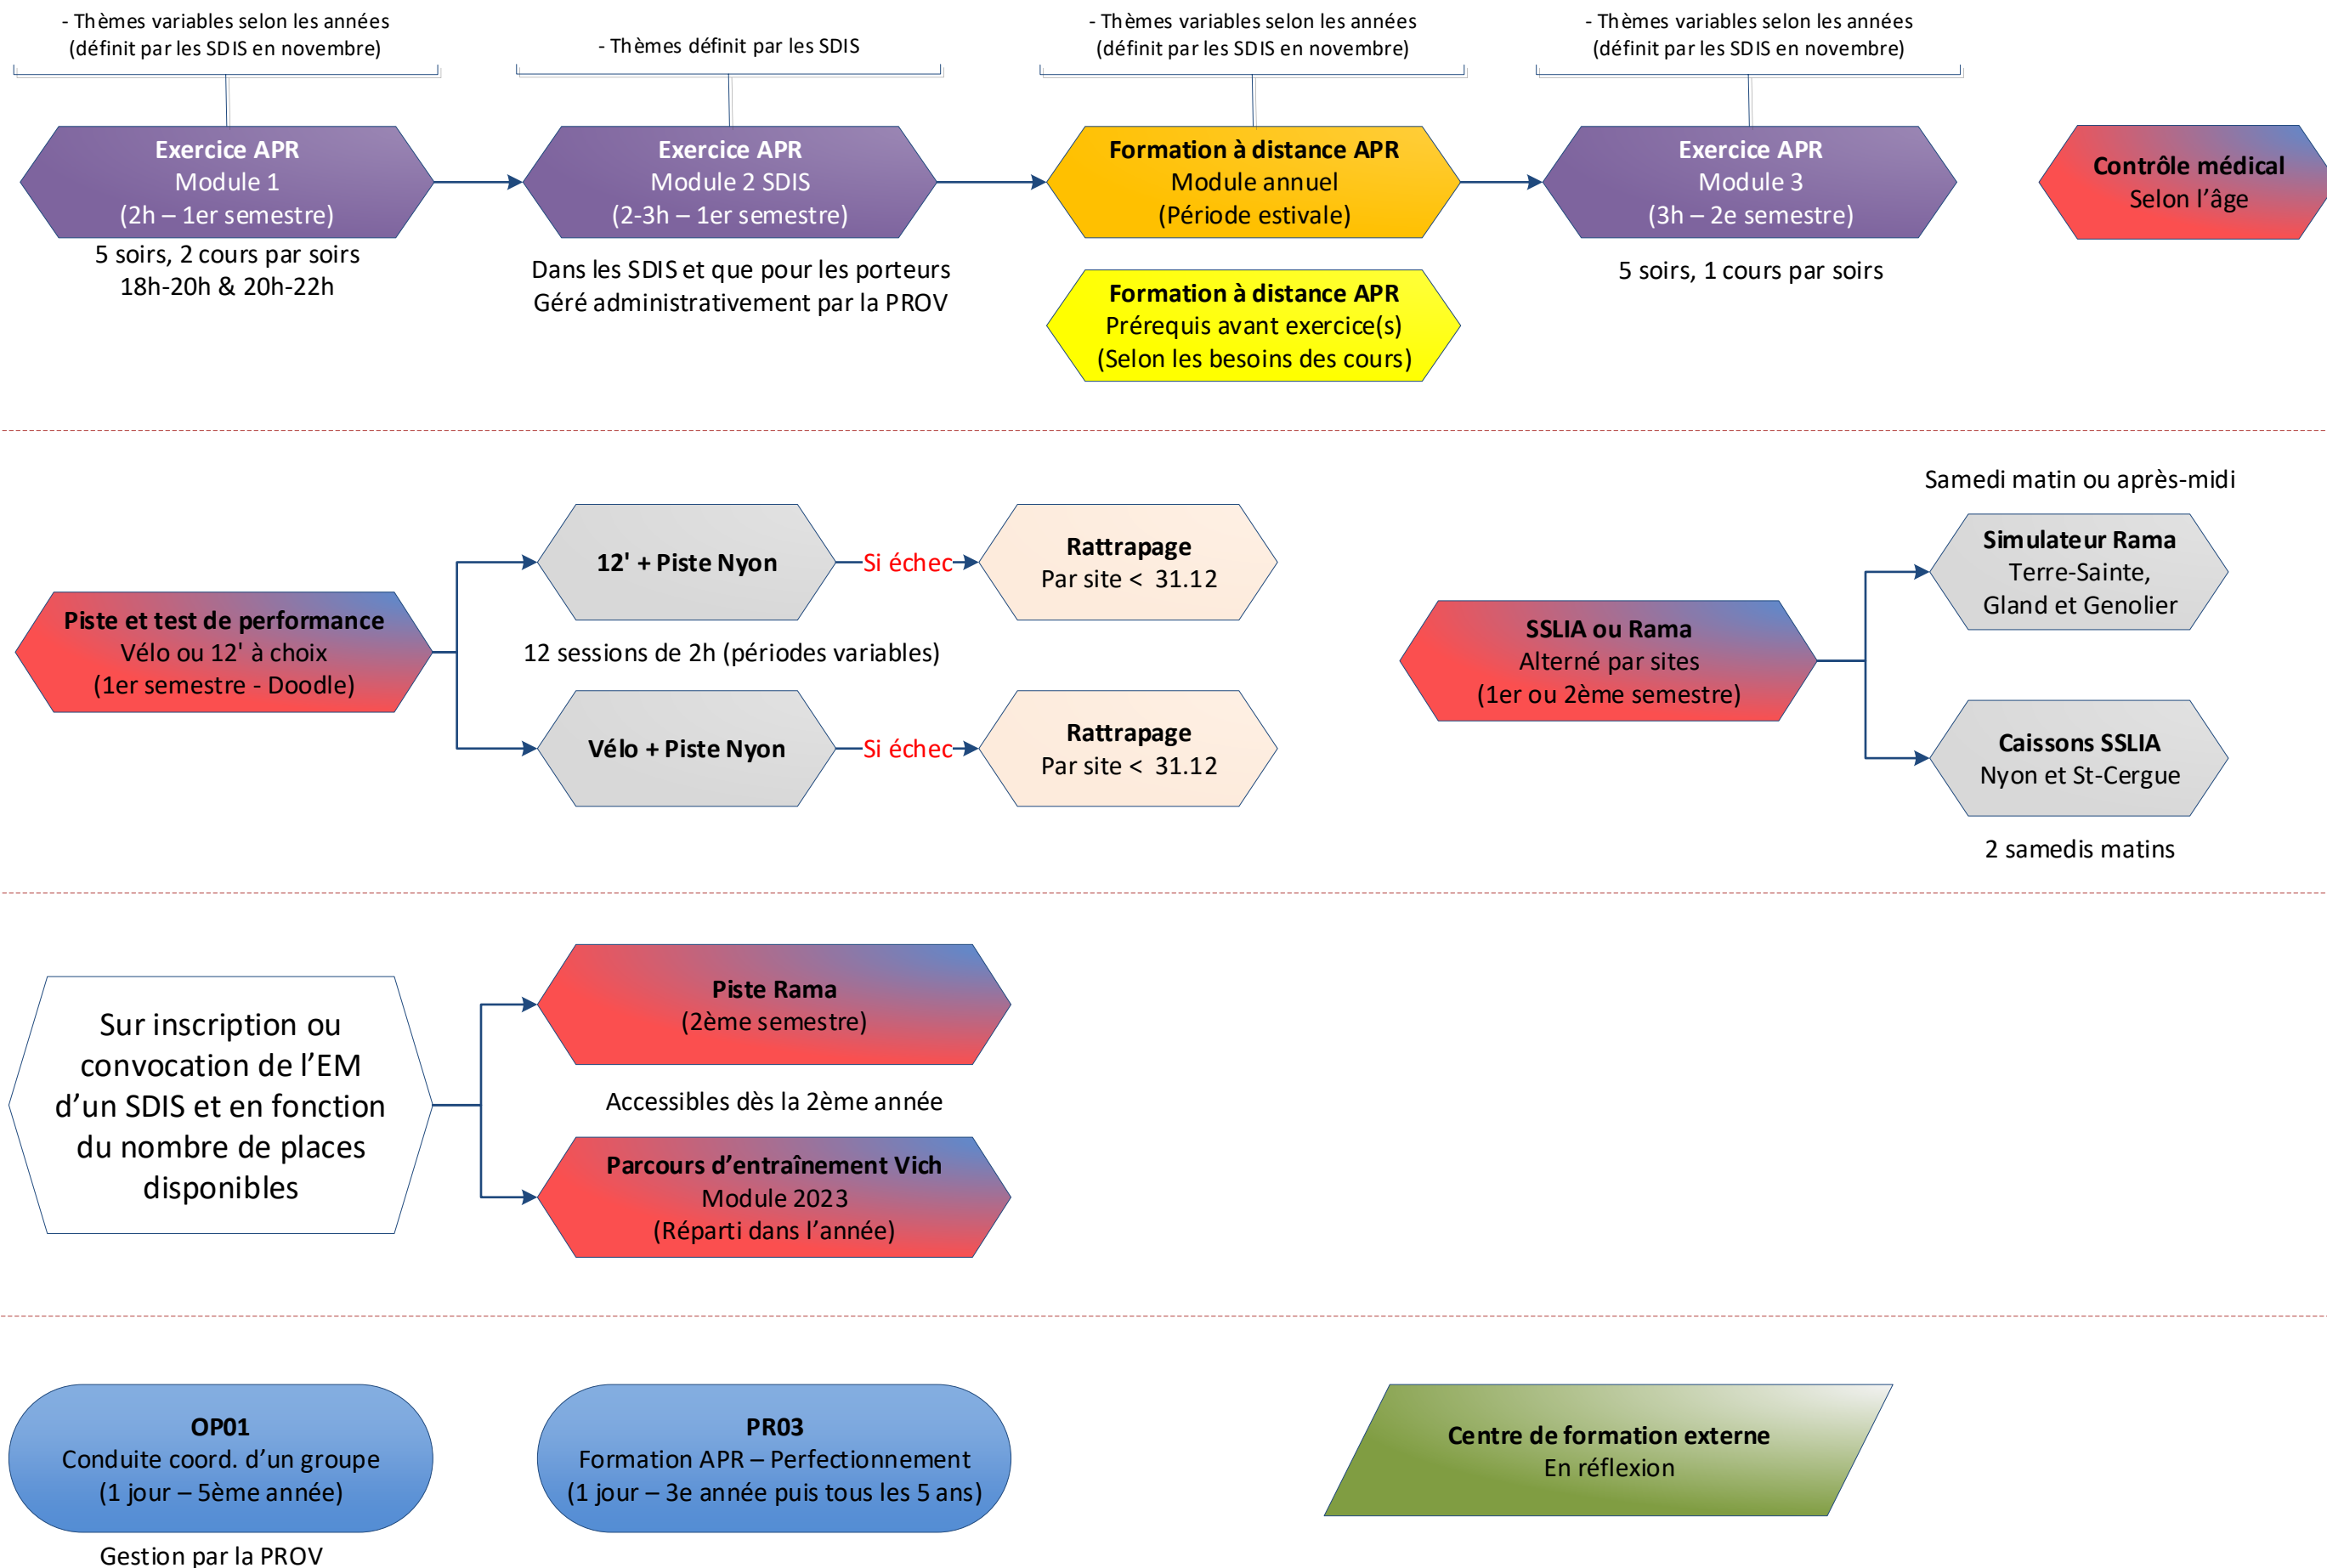 - Thèmes variables selon les années
(définit par les SDIS en novembre)
- Thèmes définit par les SDIS
- Thèmes variables selon les années
(définit par les SDIS en novembre)
- Thèmes variables selon les années
(définit par les SDIS en novembre)
Exercice APR
Module 1
(2h – 1er semestre)
5 soirs, 2 cours par soirs
18h-20h & 20h-22h
Exercice APR
Module 2 SDIS
(2-3h – 1er semestre)
Dans les SDIS et que pour les porteurs
Géré administrativement par la PROV
Formation à distance APR
Module annuel
(Période estivale)
Formation à distance APR
Prérequis avant exercice(s)
(Selon les besoins des cours)
Exercice APR
Module 3
(3h – 2e semestre)
5 soirs, 1 cours par soirs
Contrôle médical
Selon l’âge
Piste et test de performance
Vélo ou 12' à choix
(1er semestre - Doodle)
12' + Piste Nyon
Si échec
Rattrapage
Par site < 31.12
12 sessions de 2h (périodes variables)
Vélo + Piste Nyon
Si échec
Rattrapage
Par site < 31.12
SSLIA ou Rama
Alterné par sites
(1er ou 2ème semestre)
Samedi matin ou après-midi
Simulateur Rama
Terre-Sainte,
Gland et Genolier
Caissons SSLIA
Nyon et St-Cergue
2 samedis matins
Sur inscription ou
convocation de l’EM
d’un SDIS et en fonction
du nombre de places
disponibles
Piste Rama
(2ème semestre)
Accessibles dès la 2ème année
Parcours d’entraînement Vich
Module 2023
(Réparti dans l’année)
OP01
Conduite coord. d’un groupe
(1 jour – 5ème année)
Gestion par la PROV
PR03
Formation APR – Perfectionnement
(1 jour – 3e année puis tous les 5 ans)
Centre de formation externe
En réflexion